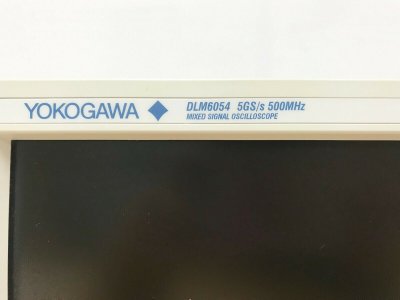 YOKOGAWA DLM6054 5GS/s 500MHz
MIXED SIGNAL OSCILLOSCOPE